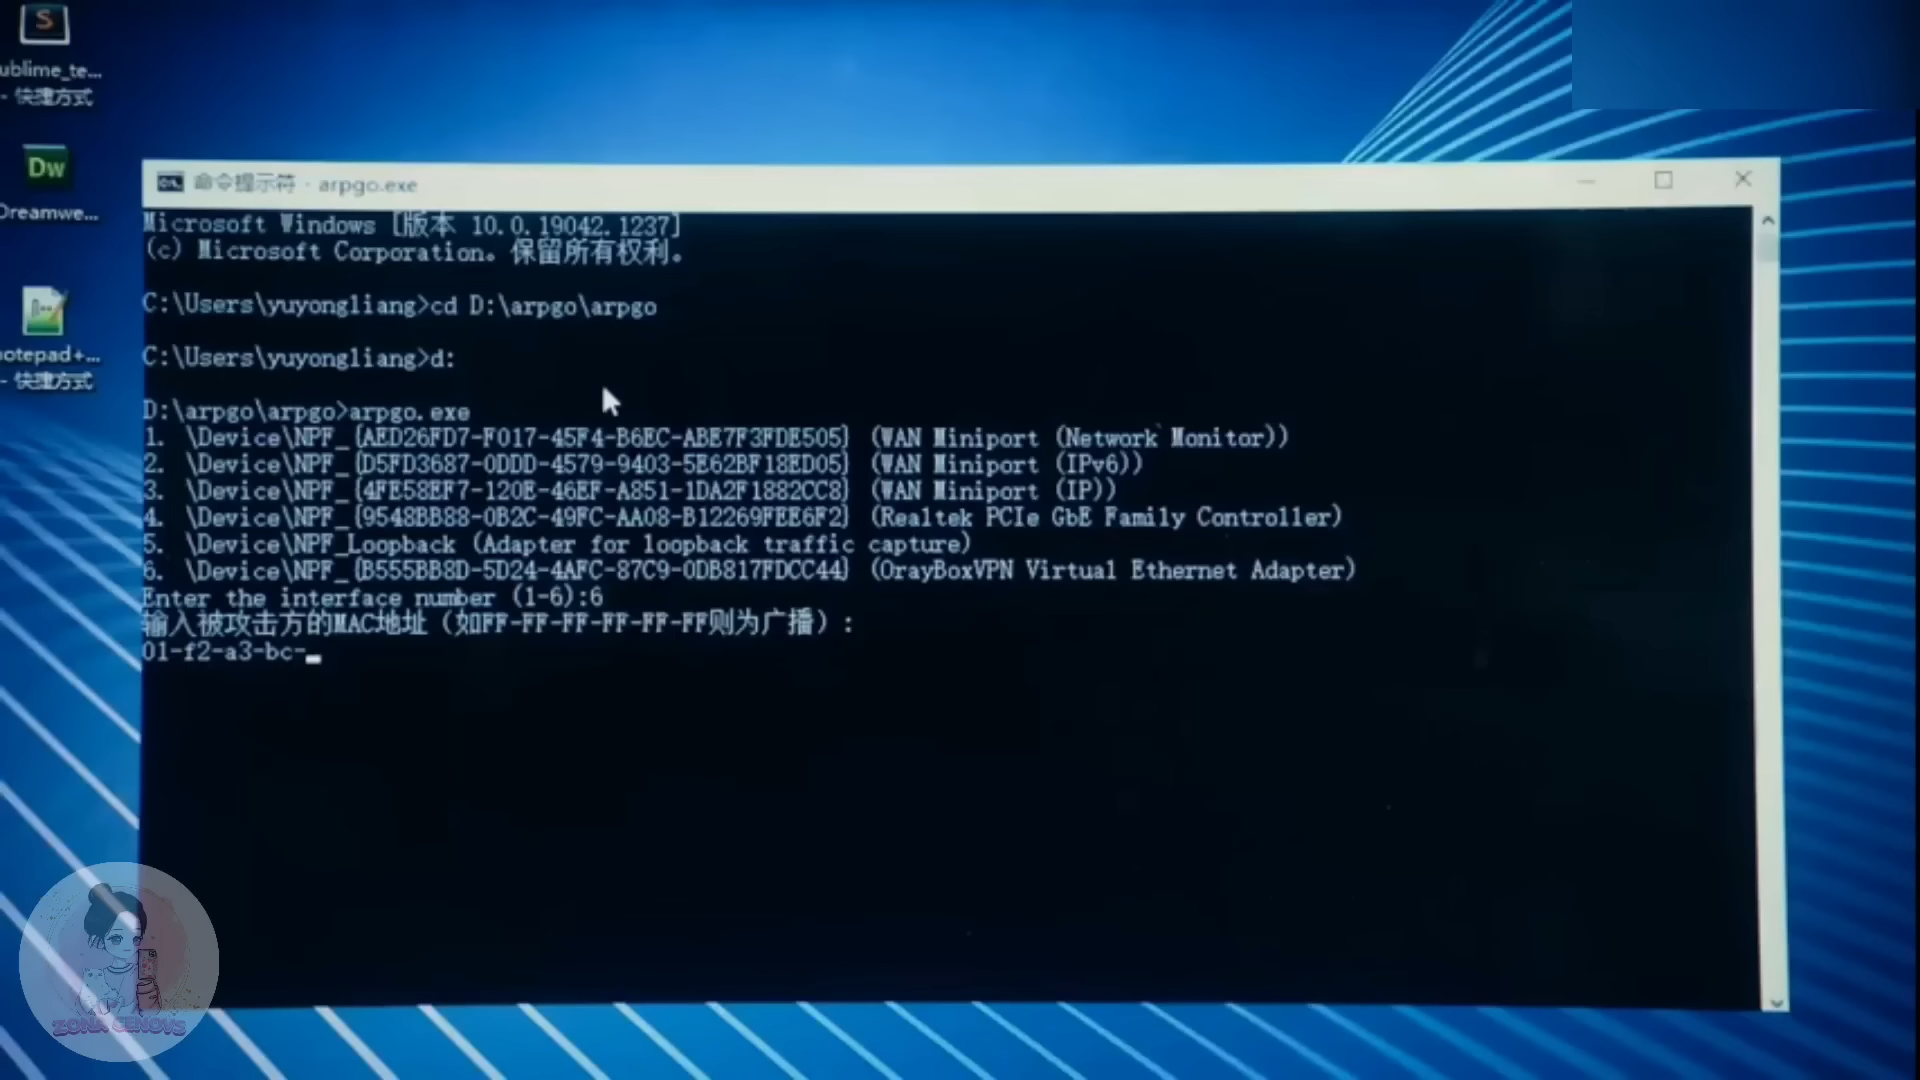 S
ublime_te...
- 快捷方式
Dw
Dreamwe...
otepad+...
- 快捷方式
命令提示符 - arpgo.exe
Microsoft Windows [版本 10.0.19042.1237]
(c) Microsoft Corporation。保留所有权利。
C:\Users\yuyongliang>cd D:\arpgo\arpgo
C:\Users\yuyongliang>d:
D:\arpgo\arpgo>arpgo.exe
1. \Device\NPF_{AED26FD7-F017-45F4-B6EC-ABE7F3FDE505} (WAN Miniport (Network Monitor))
2. \Device\NPF_{D5FD3687-0DDD-4579-9403-5E62BF18ED05} (WAN Miniport (IPv6))
3. \Device\NPF_{4FE58EF7-120E-46EF-A851-1DA2F1882CC8} (WAN Miniport (IP))
4. \Device\NPF_{9548BB88-0B2C-49FC-AA08-B12269FEE6F2} (Realtek PCIe GbE Family Controller)
5. \Device\NPF_Loopback (Adapter for loopback traffic capture)
6. \Device\NPF_{B555BB8D-5D24-4AFC-87C9-0DB817FDCC44} (OrayBoxVPN Virtual Ethernet Adapter)
Enter the interface number (1-6):6
输入被攻击方的MAC地址（如FF-FF-FF-FF-FF-FF则为广播）:
01-f2-a3-bc-
ZONA GENOVS